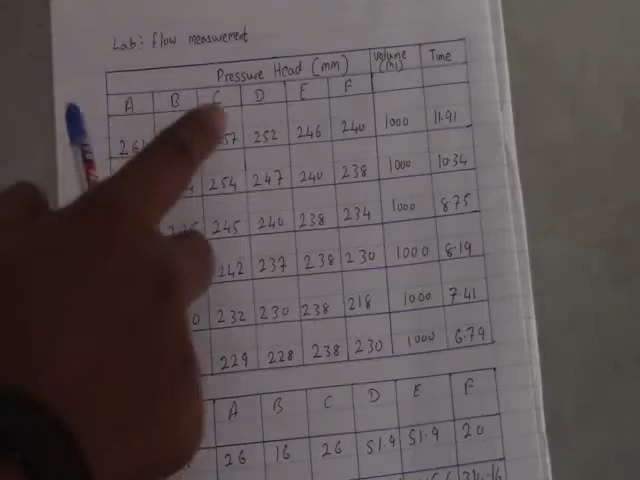 Lab: flow measurement
Pressure Head (mm) Volume (ml) Time
A B C D E F
252 246 240 1000 11.91
254 247 240 238 1000 10.34
245 240 238 234 1000 8.75
242 237 238 230 1000 8.19
232 230 238 218 1000 7.41
229 228 238 230 1000 6.79
A B C D E F
26 16 26 51.9 51.9 20